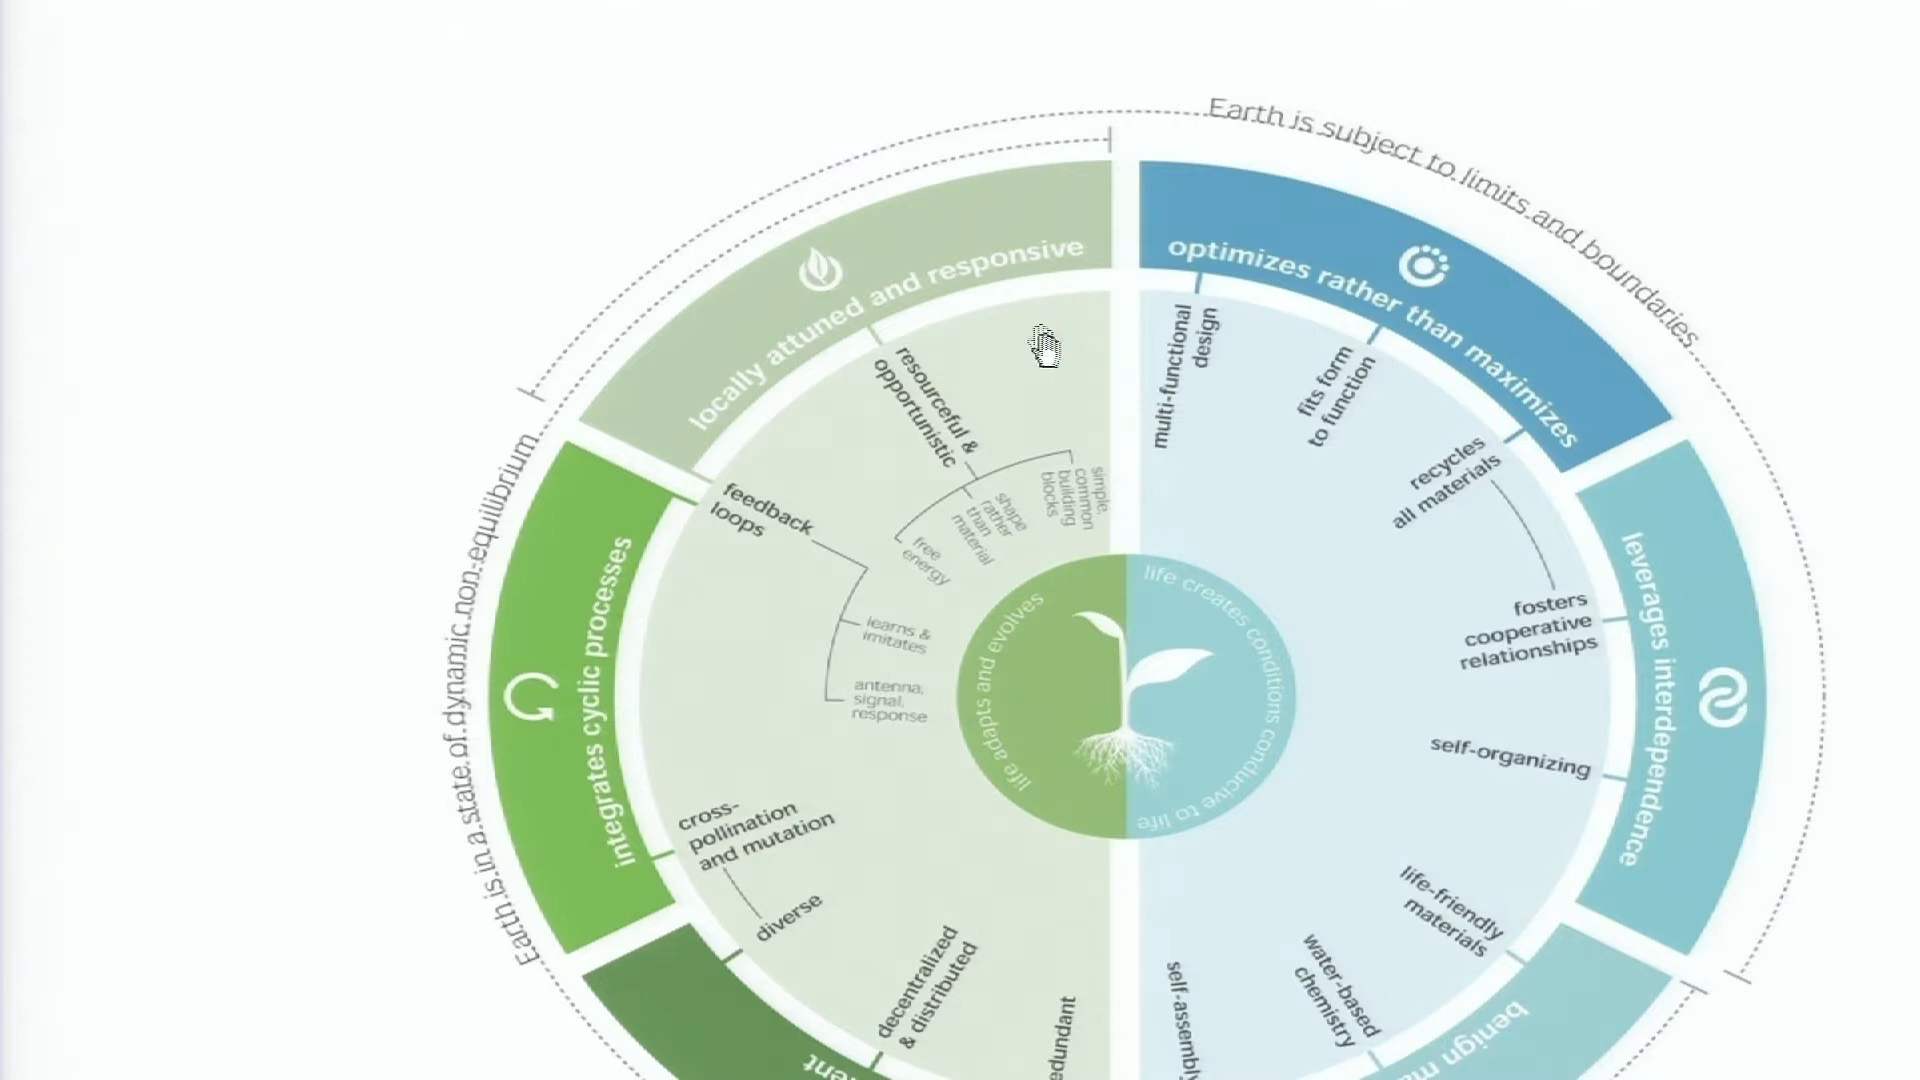 Earth is subject to limits and boundaries
locally attuned and responsive
optimizes rather than maximizes
resourceful &
opportunistic
simple,
common
building
blocks
shape
rather
than
material
free
energy
feedback
loops
learns &
imitates
antenna,
signal,
response
multi-functional
design
fits form
to function
recycles
all materials
fosters
cooperative
relationships
leverages interdependence
self-organizing
Earth is in a state of dynamic non-equilibrium
integrates cyclic processes
life adapts and evolves
life creates conditions conducive to life
cross-
pollination
and mutation
diverse
decentralized
& distributed
edundant
self-assembly
water-based
chemistry
life-friendly
materials
benign